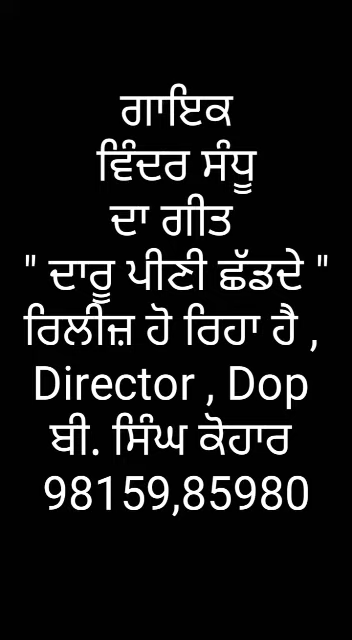 ਗਾਇਕ
ਵਿੰਦਰ ਸੰਧੂ
ਦਾ ਗੀਤ
" ਦਾਰੂ ਪੀਣੀ ਛੱਡਦੇ "
ਰਿਲੀਜ਼ ਹੋ ਰਿਹਾ ਹੈ ,
Director , Dop
ਬੀ. ਸਿੰਘ ਕੋਹਾਰ
98159,85980